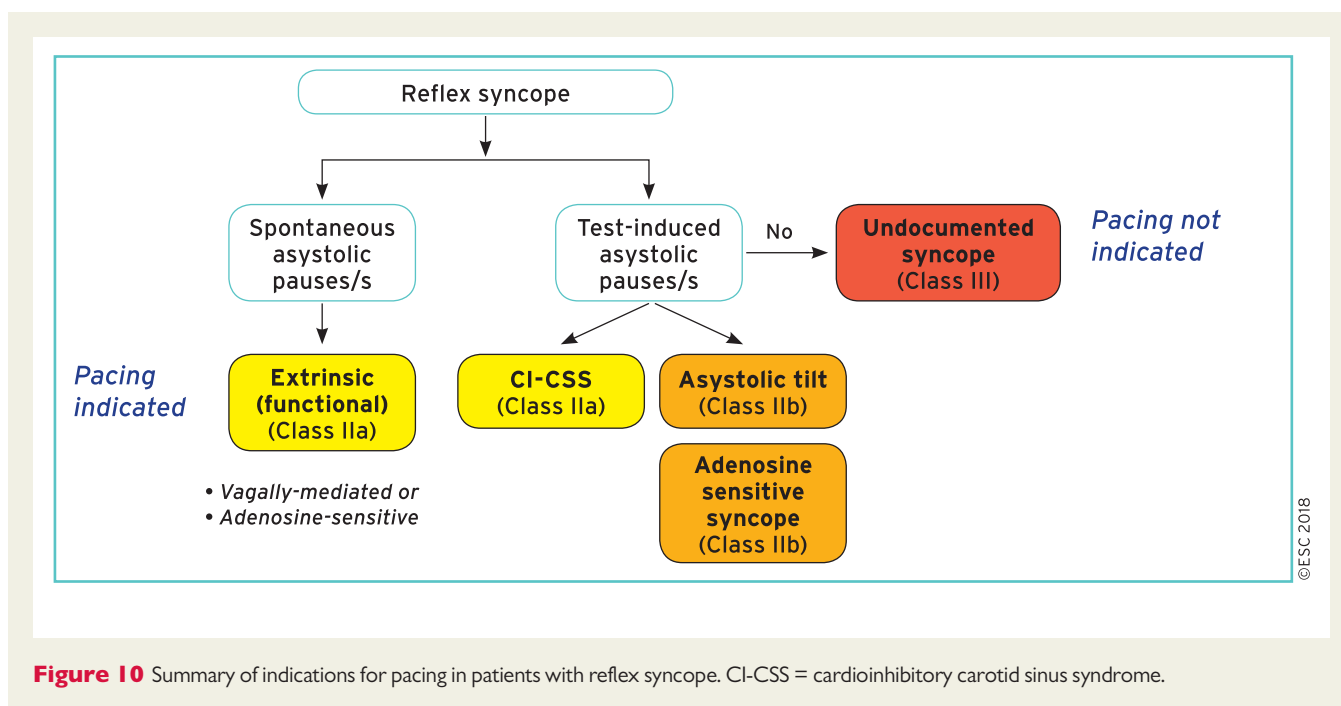 Reflex syncope
Spontaneous
asystolic
pauses/s
Test-induced
asystolic
pauses/s
No
Undocumented
syncope
(Class III)
Pacing not
indicated
Pacing
indicated
Extrinsic
(functional)
(Class IIa)
CI-CSS
(Class IIa)
Asystolic tilt
(Class IIb)
• Vagally-mediated or
• Adenosine-sensitive
Adenosine
sensitive
syncope
(Class IIb)
©ESC 2018
Figure 10 Summary of indications for pacing in patients with reflex syncope. CI-CSS = cardioinhibitory carotid sinus syndrome.